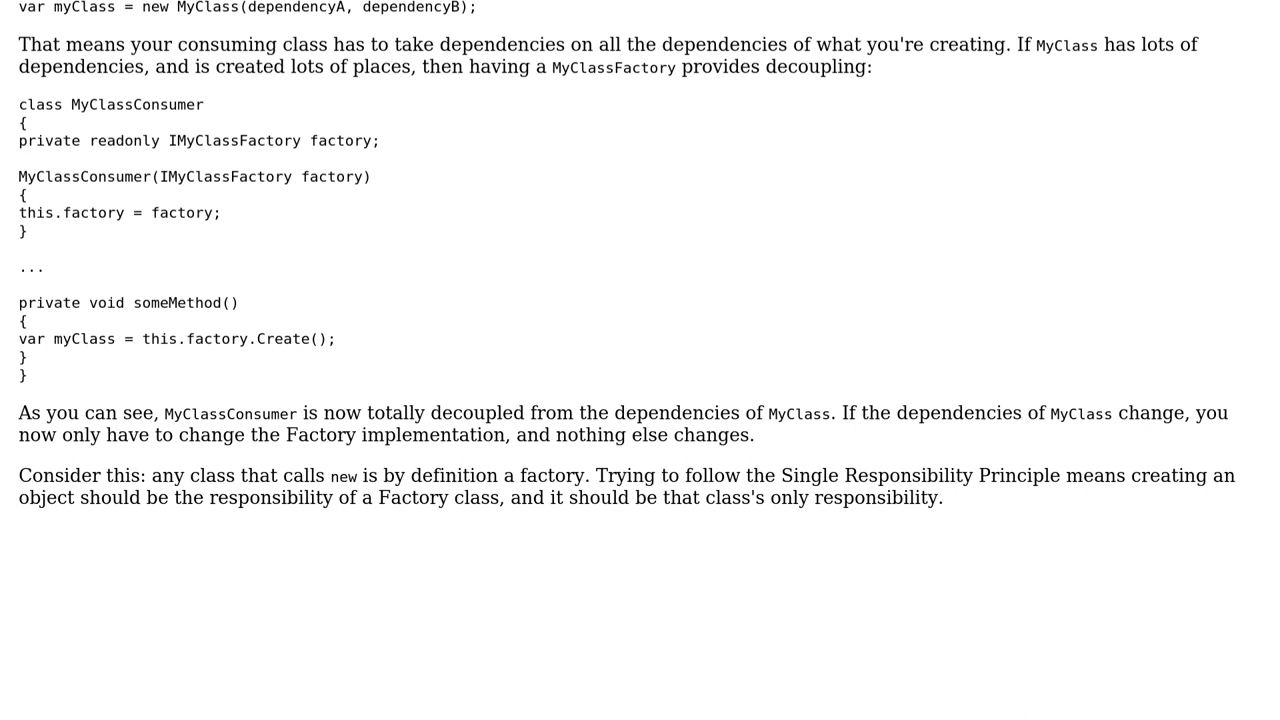 var myClass = new MyClass(dependencyA, dependencyB);
That means your consuming class has to take dependencies on all the dependencies of what you're creating. If MyClass has lots of
dependencies, and is created lots of places, then having a MyClassFactory provides decoupling:
class MyClassConsumer
{
private readonly IMyClassFactory factory;
MyClassConsumer(IMyClassFactory factory)
{
this.factory = factory;
}
...
private void someMethod()
{
var myClass = this.factory.Create();
}
}
As you can see, MyClassConsumer is now totally decoupled from the dependencies of MyClass. If the dependencies of MyClass change, you
now only have to change the Factory implementation, and nothing else changes.
Consider this: any class that calls new is by definition a factory. Trying to follow the Single Responsibility Principle means creating an
object should be the responsibility of a Factory class, and it should be that class's only responsibility.